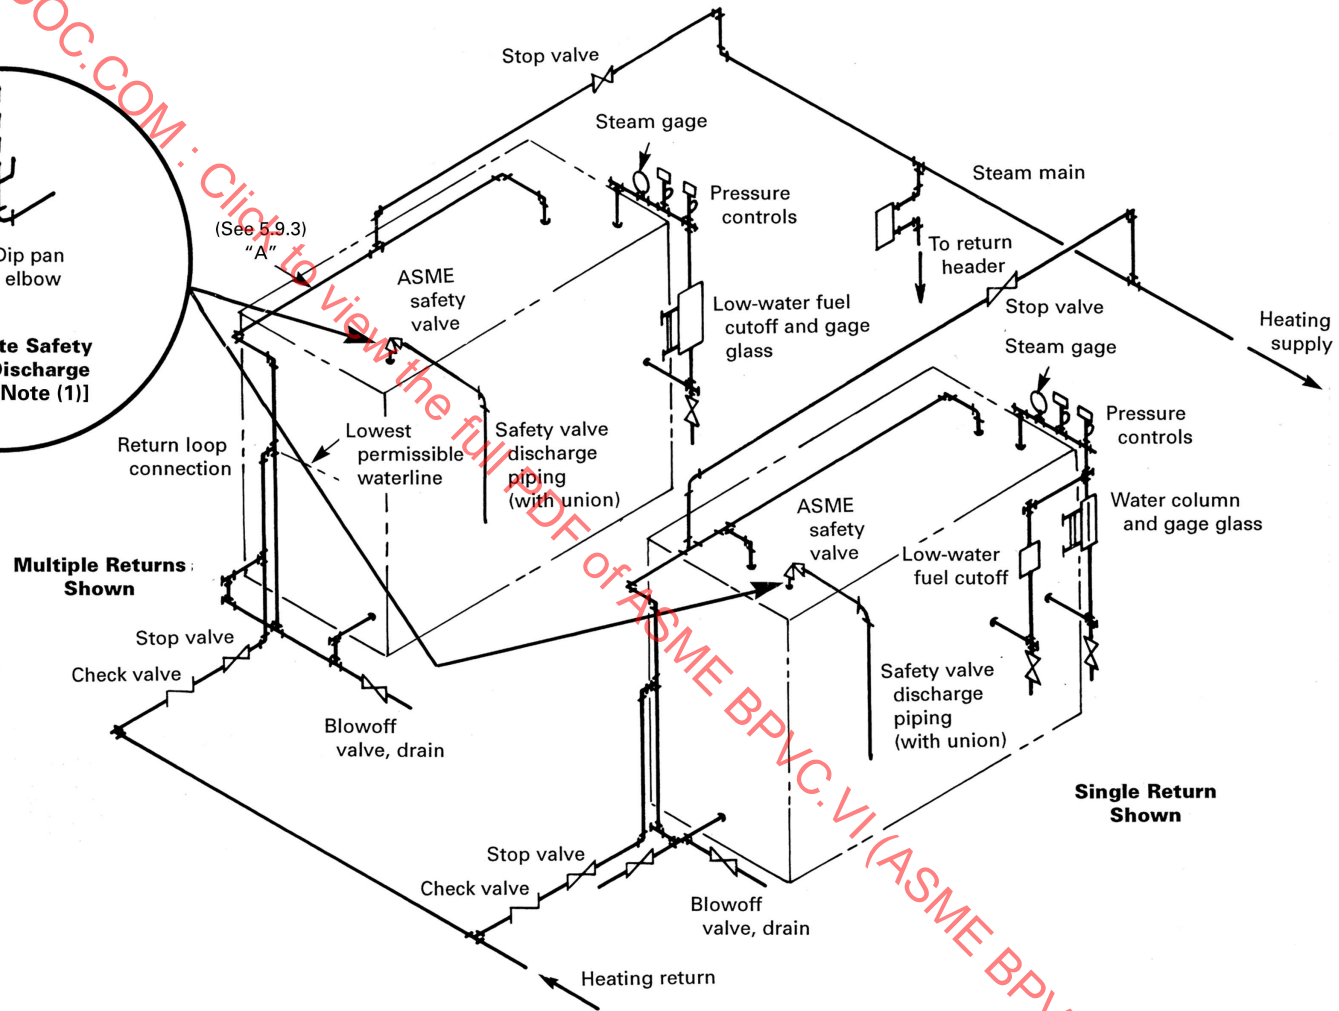 Stop valve
Steam gage
Steam main
Pressure
controls
(See 5.9.3)
"A"
To return
header
ASME
safety
valve
Low-water fuel
cutoff and gage
glass
Stop valve
Heating
supply
Dip pan
elbow
Safety
Discharge
Note (1)]
Steam gage
Pressure
controls
Return loop
connection
Lowest
permissible
waterline
Safety valve
discharge
piping
(with union)
ASME
safety
valve
Water column
and gage glass
Low-water
fuel cutoff
Multiple Returns
Shown
Stop valve
Check valve
Blowoff
valve, drain
Safety valve
discharge
piping
(with union)
Single Return
Shown
Stop valve
Check valve
Blowoff
valve, drain
Heating return
OC.COM : Click to view the full PDF of ASME BPVC.VI (ASME BPV